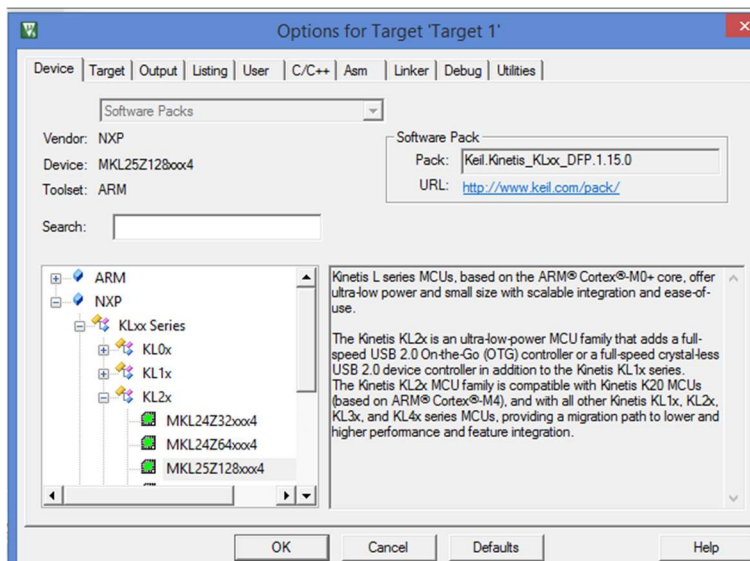 Options for Target 'Target 1'
Device Target Output Listing User C/C++ Asm Linker Debug Utilities
Software Packs
Vendor: NXP
Device: MKL25Z128xxx4
Toolset: ARM
Search:
Software Pack
Pack: Keil.Kinetis_KLxx_DFP.1.15.0
URL: http://www.keil.com/pack/
ARM
NXP
KLxx Series
KL0x
KL1x
KL2x
MKL24Z32xxx4
MKL24Z64xxx4
MKL25Z128xxx4
Kinetis L series MCUs, based on the ARM® Cortex®-M0+ core, offer
ultra-low power and small size with scalable integration and ease-of-
use.
The Kinetis KL2x is an ultra-low-power MCU family that adds a full-
speed USB 2.0 On-the-Go (OTG) controller or a full-speed crystal-less
USB 2.0 device controller in addition to the Kinetis KL1x series.
The Kinetis KL2x MCU family is compatible with Kinetis K20 MCUs
(based on ARM® Cortex®-M4), and with all other Kinetis KL1x, KL2x,
KL3x, and KL4x series MCUs, providing a migration path to lower and
higher performance and feature integration.
OK Cancel Defaults Help